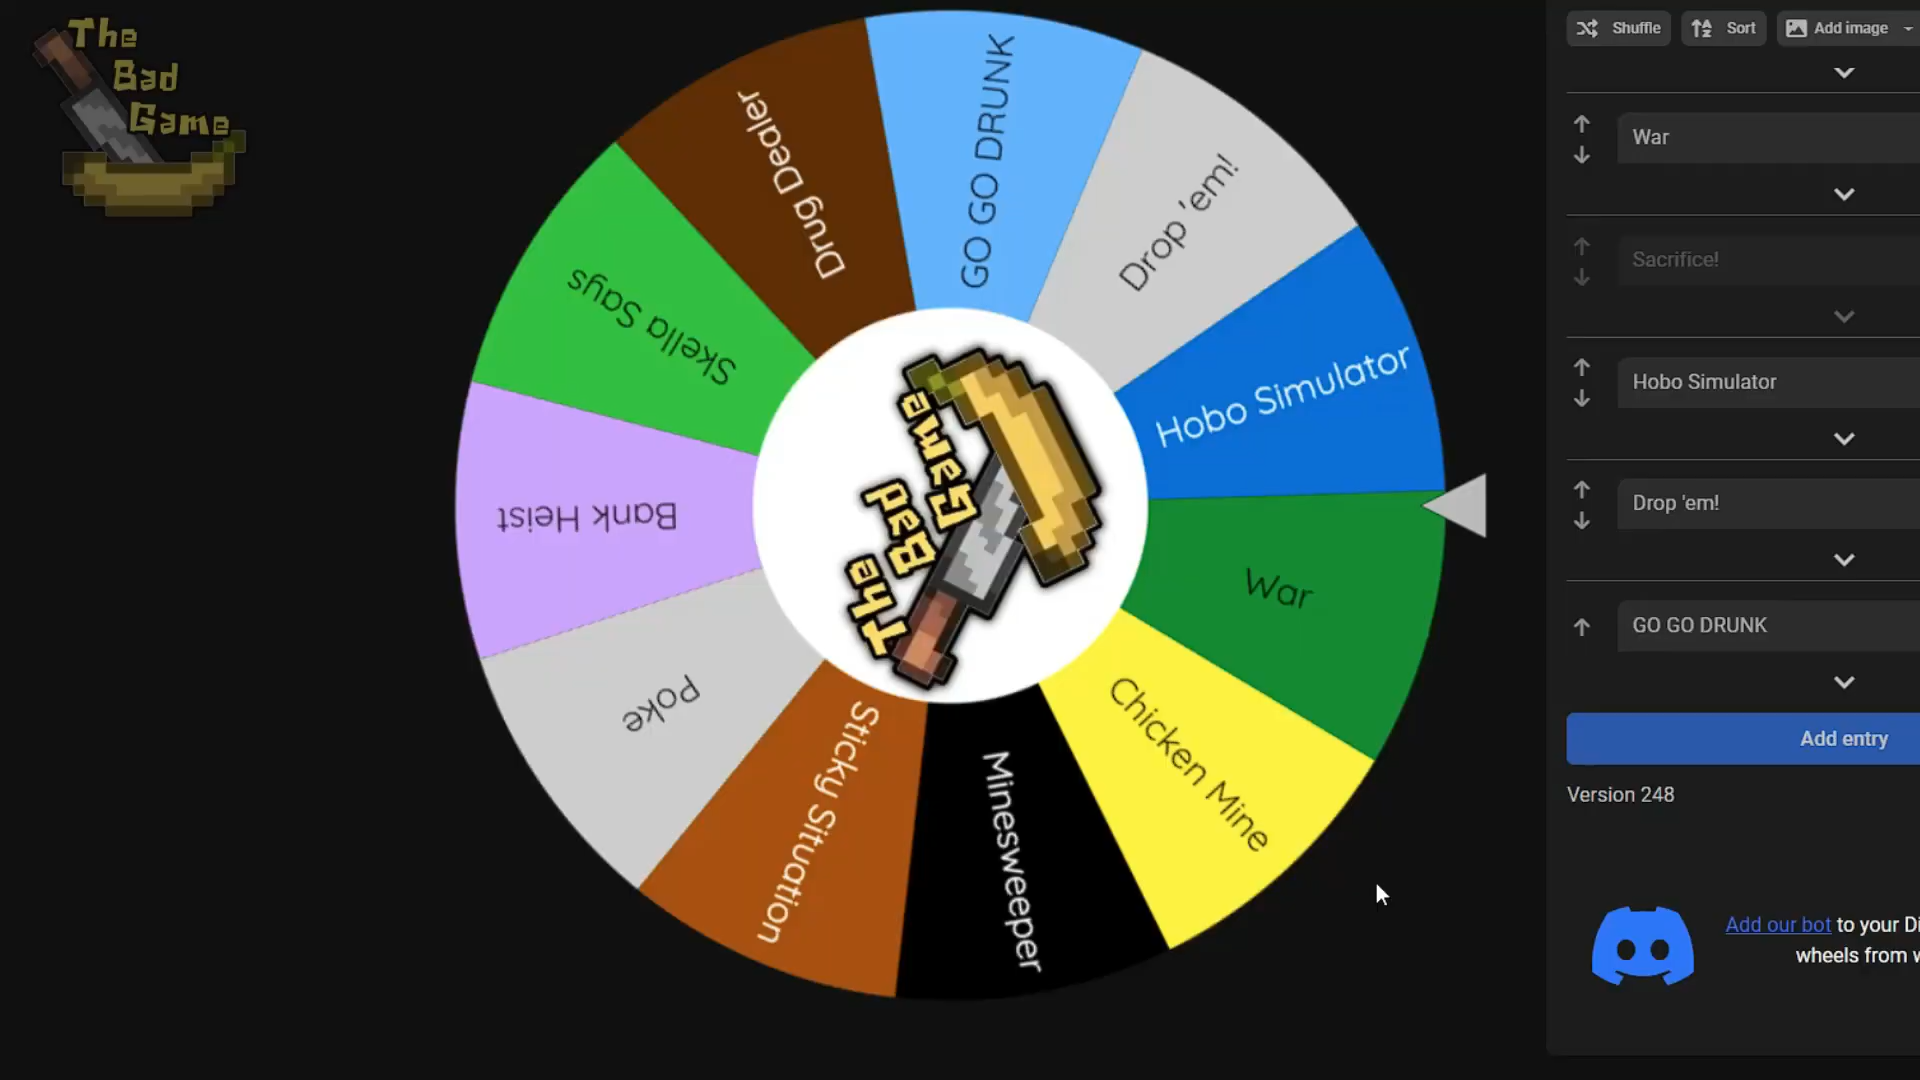 The
Bad
Game
GO GO DRUNK
Drop 'em!
Hobo Simulator
War
Chicken Mine
Minesweeper
Sticky Situation
Poke
Bank Heist
Skella Says
Drug Dealer
The
Bad
Game
Shuffle
Sort
Add image
War
Sacrifice!
Hobo Simulator
Drop 'em!
GO GO DRUNK
Add entry
Version 248
Add our bot to your
wheels from